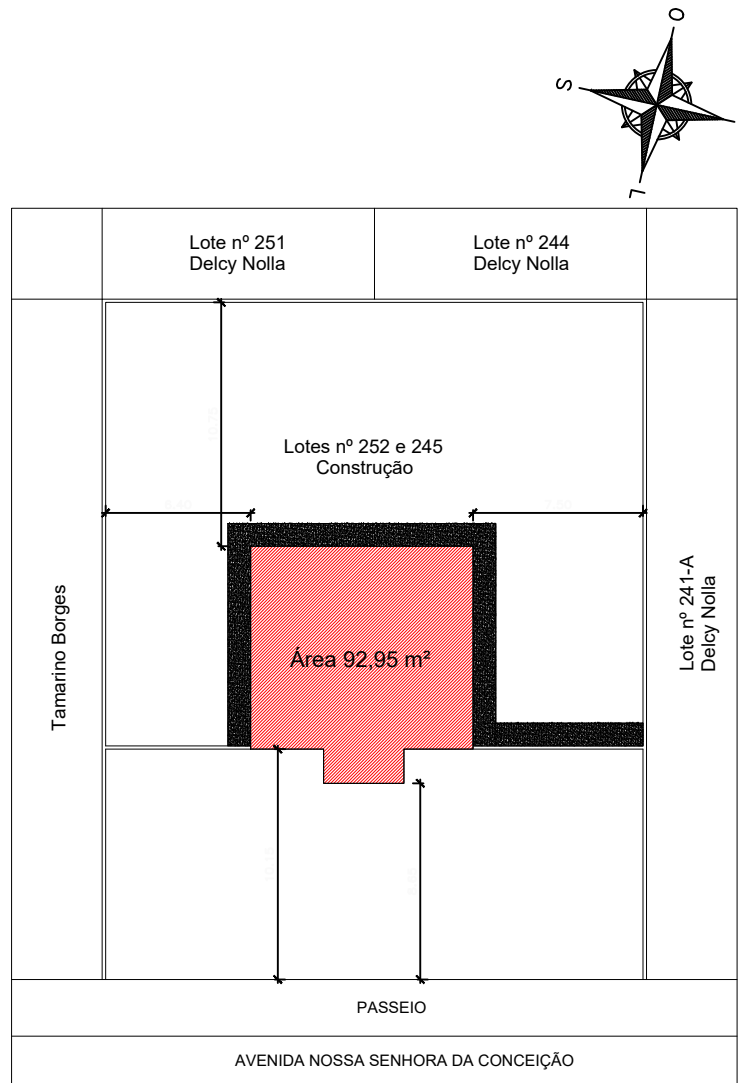 O
S
L
Lote nº 251
Delcy Nolla
Lote nº 244
Delcy Nolla
Lotes nº 252 e 245
Construção
Tamarino Borges
Área 92,95 m²
Lote nº 241-A
Delcy Nolla
PASSEIO
AVENIDA NOSSA SENHORA DA CONCEIÇÃO